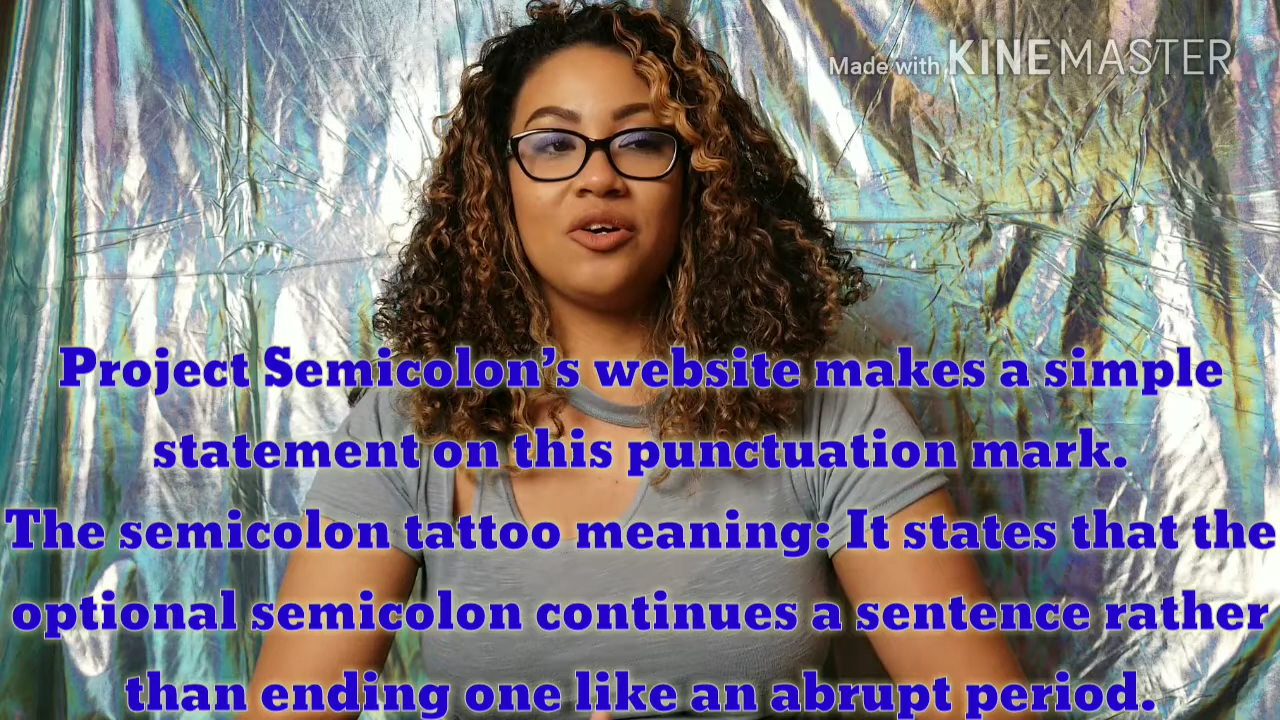 Made with KINEMASTER
Project Semicolon’s website makes a simple
statement on this punctuation mark.
The semicolon tattoo meaning: It states that the
optional semicolon continues a sentence rather
than ending one like an abrupt period.